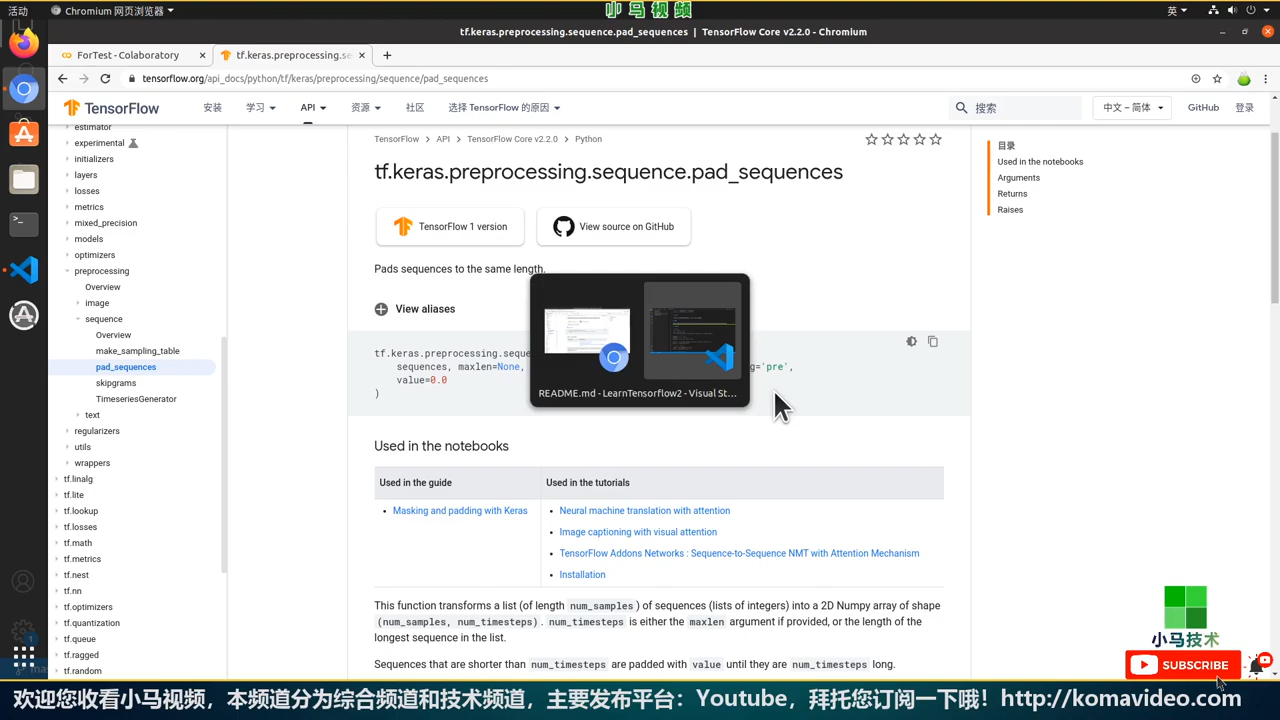 活动
Chromium 网页浏览器
小马视频
英
tf.keras.preprocessing.sequence.pad_sequences | TensorFlow Core v2.2.0 - Chromium
ForTest - Colaboratory
tf.keras.preprocessing.se
tensorflow.org/api_docs/python/tf/keras/preprocessing/sequence/pad_sequences
TensorFlow
安装
学习
API
资源
社区
选择 TensorFlow 的原因
搜索
中文 – 简体
GitHub
登录
estimator
experimental
initializers
layers
losses
metrics
mixed_precision
models
optimizers
preprocessing
Overview
image
sequence
Overview
make_sampling_table
pad_sequences
skipgrams
TimeseriesGenerator
text
regularizers
utils
wrappers
tf.linalg
tf.lite
tf.lookup
tf.losses
tf.math
tf.metrics
tf.nest
tf.nn
tf.optimizers
tf.quantization
tf.queue
tf.ragged
tf.random
TensorFlow > API > TensorFlow Core v2.2.0 > Python
tf.keras.preprocessing.sequence.pad_sequences
TensorFlow 1 version
View source on GitHub
Pads sequences to the same length.
View aliases
tf.keras.preprocessing.sequ
sequences, maxlen=None,
g='pre',
value=0.0
)
README.md - LearnTensorflow2 - Visual St...
Used in the notebooks
Used in the guide
Used in the tutorials
Masking and padding with Keras
Neural machine translation with attention
Image captioning with visual attention
TensorFlow Addons Networks : Sequence-to-Sequence NMT with Attention Mechanism
Installation
This function transforms a list (of length num_samples) of sequences (lists of integers) into a 2D Numpy array of shape
(num_samples, num_timesteps). num_timesteps is either the maxlen argument if provided, or the length of the
longest sequence in the list.
Sequences that are shorter than num_timesteps are padded with value until they are num_timesteps long.
目录
Used in the notebooks
Arguments
Returns
Raises
小马技术
SUBSCRIBE
欢迎您收看小马视频，本频道分为综合频道和技术频道，主要发布平台：Youtube，拜托您订阅一下哦！http://komavideo.com